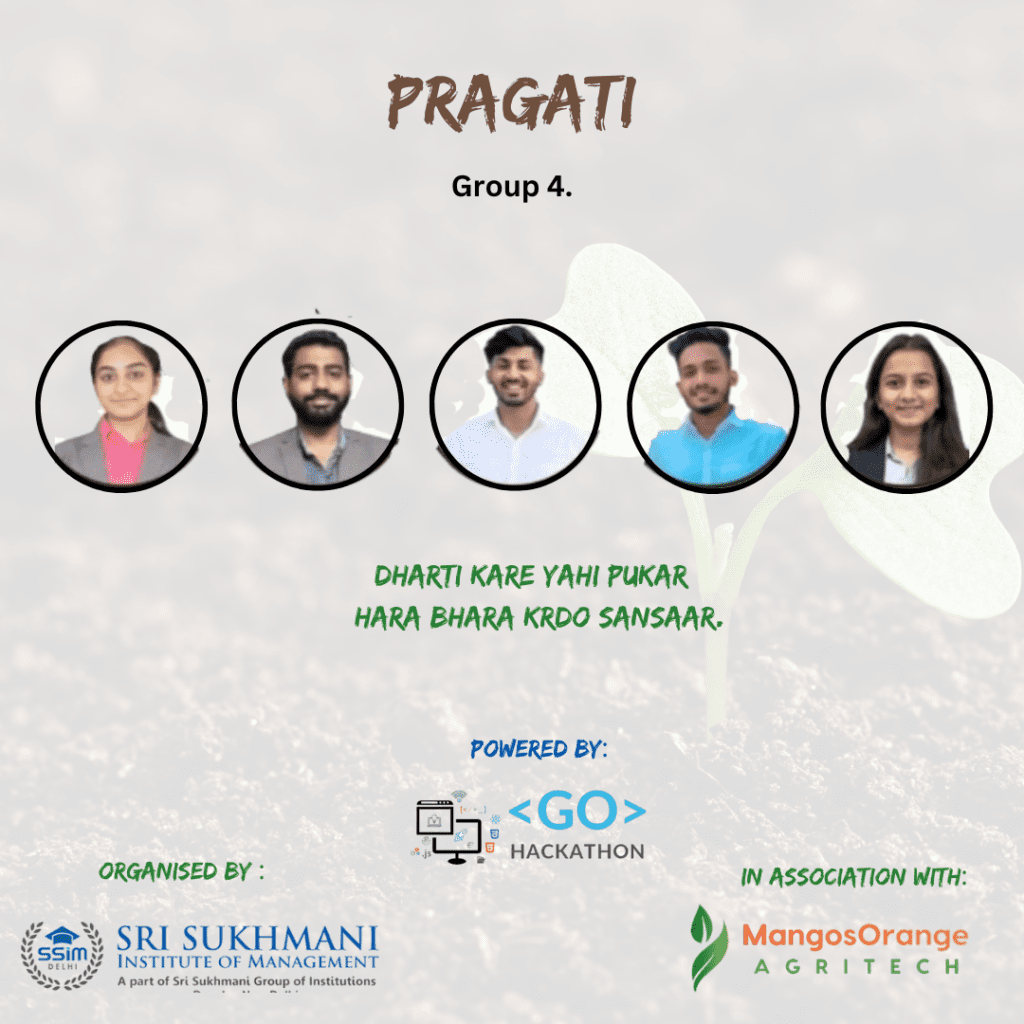 PRAGATI
Group 4.
DHARTI KARE YAHI PUKAR
HARA BHARA KRDO SANSAAR.
POWERED BY:
<GO>
HACKATHON
ORGANISED BY :
SSIM
DELHI
SRI SUKHMANI
INSTITUTE OF MANAGEMENT
A part of Sri Sukhmani Group of Institutions
IN ASSOCIATION WITH:
MangosOrange
AGRITECH